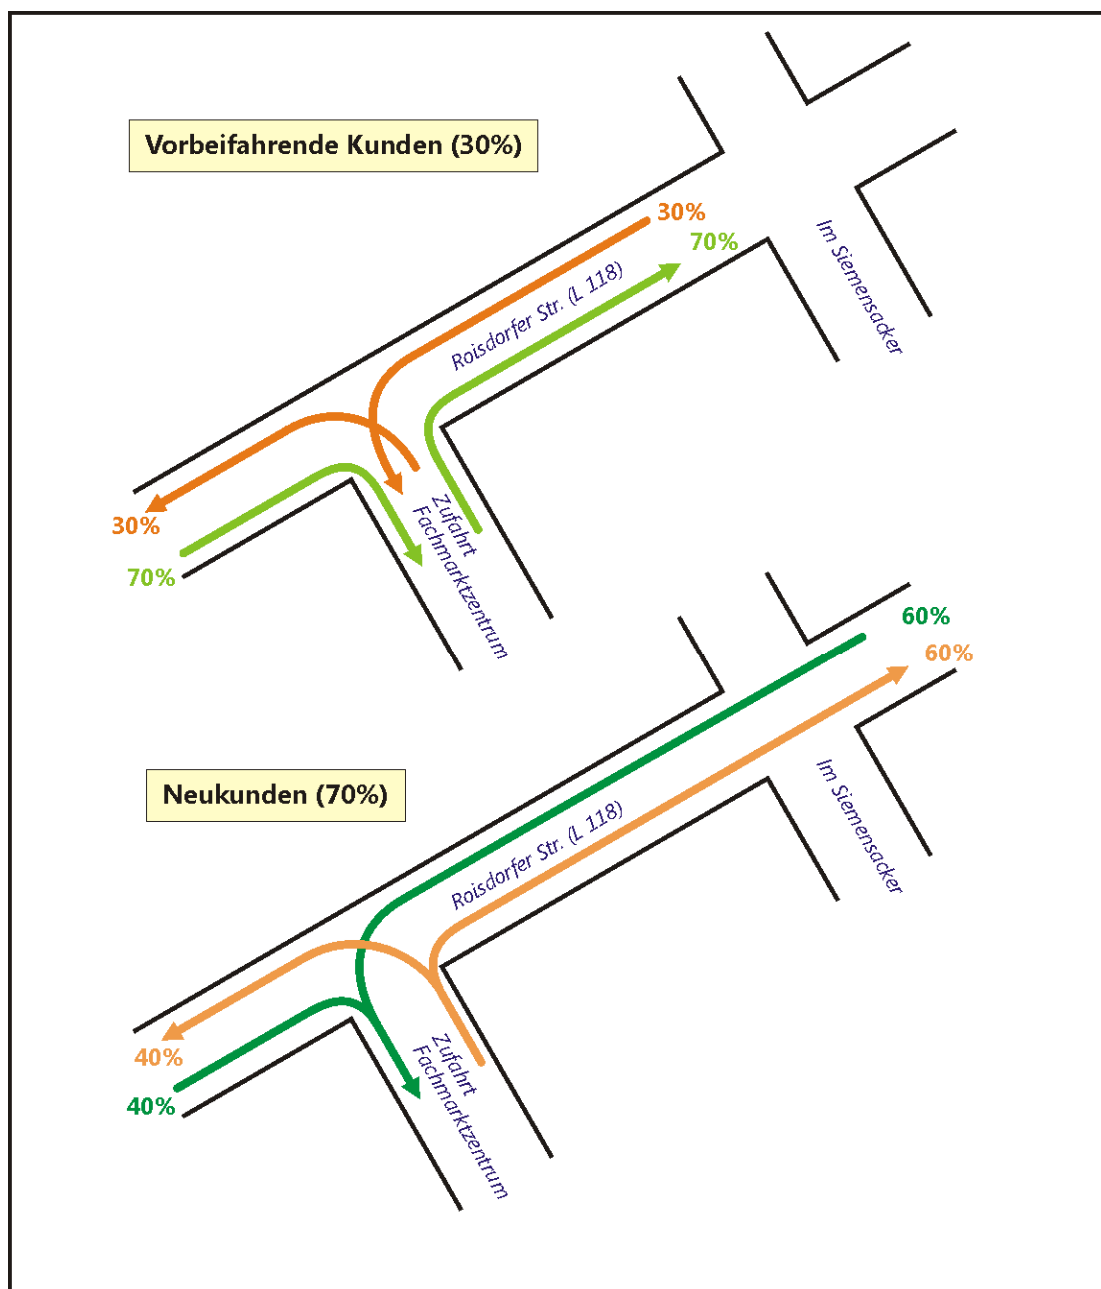 Vorbeifahrende Kunden (30%)
30%
70%
Im Siemensacker
Roisdorfer Str. (L 118)
30%
70%
Zufahrt
Fachmarktzentrum
60%
60%
Neukunden (70%)
Im Siemensacker
Roisdorfer Str. (L 118)
40%
40%
Zufahrt
Fachmarktzentrum